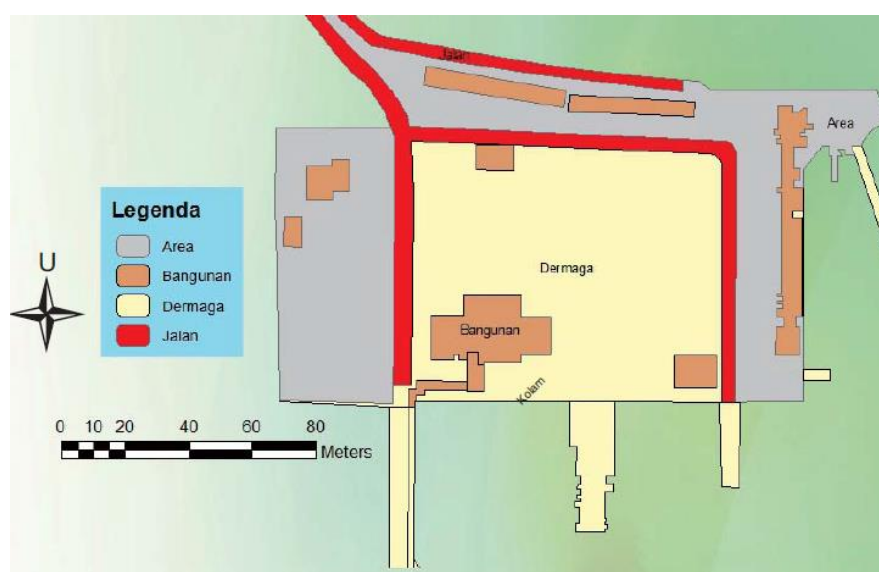 Jalan
Area
Legenda
Area
Bangunan
Dermaga
Jalan
U
Dermaga
Bangunan
Kolam
0 10 20 40 60 80
Meters